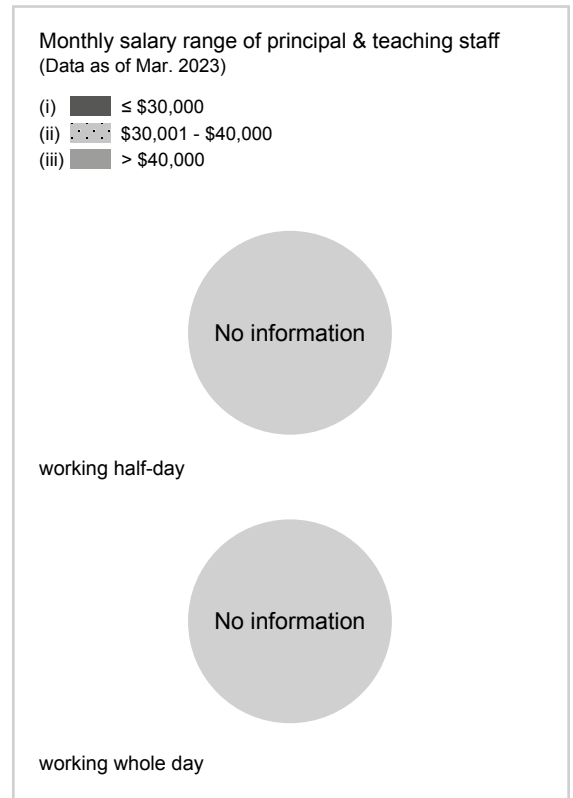 Monthly salary range of principal & teaching staff
(Data as of Mar. 2023)
(i) ≤ $30,000
(ii) $30,001 - $40,000
(iii) > $40,000
No information
working half-day
No information
working whole day